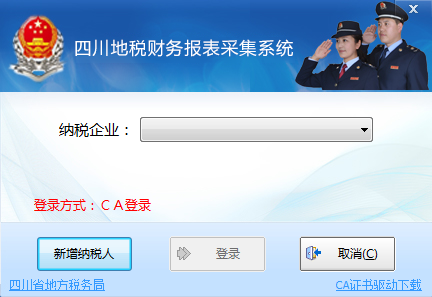 四川地税财务报表采集系统
纳税企业：
登录方式：ＣＡ登录
新增纳税人
登录
取消(C)
四川省地方税务局
CA证书驱动下载